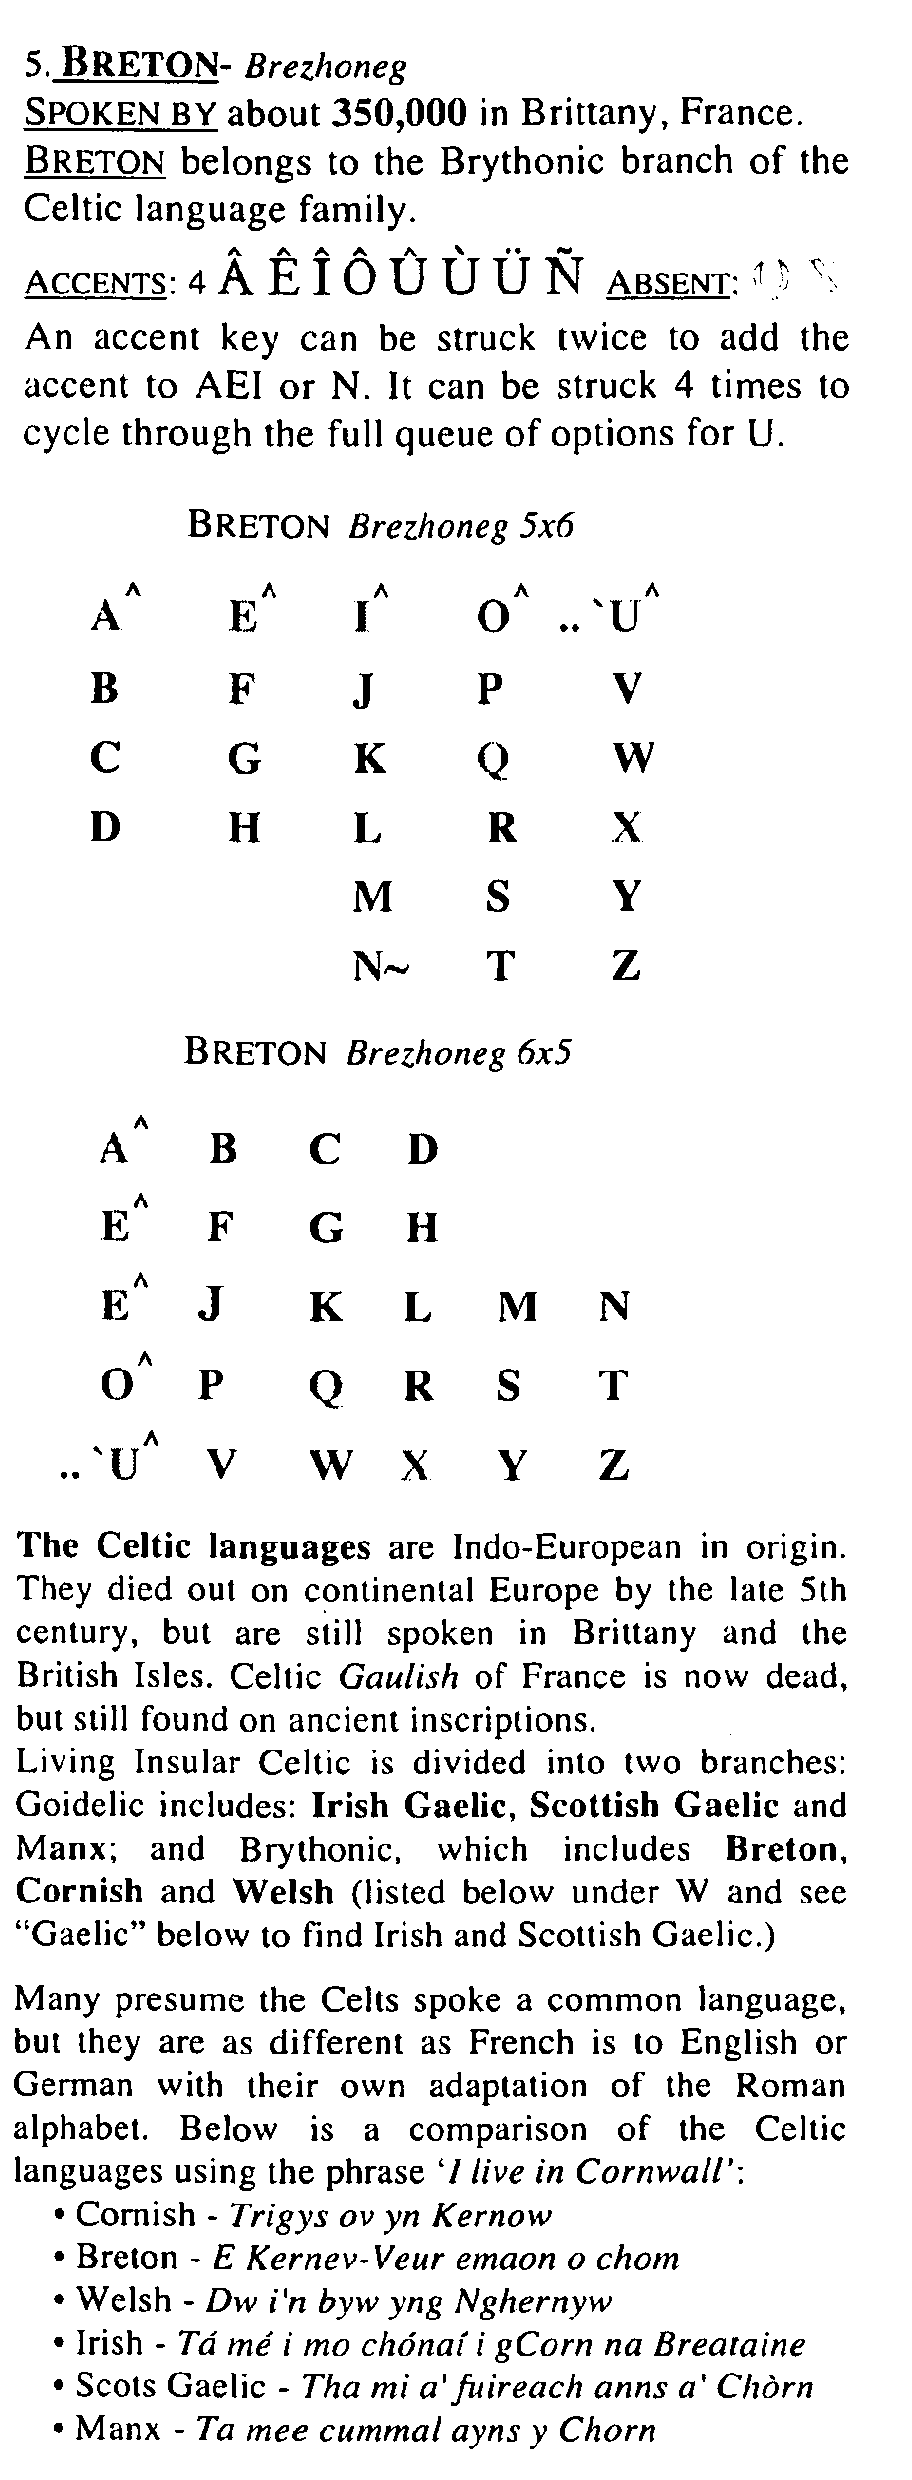 5. BRETON- Brezhoneg
SPOKEN BY about 350,000 in Brittany, France.
BRETON belongs to the Brythonic branch of the
Celtic language family.
ACCENTS: 4 Â Ê Î Ô Û Ù Ü Ñ ABSENT:
An accent key can be struck twice to add the
accent to AEI or N. It can be struck 4 times to
cycle through the full queue of options for U.
BRETON Brezhoneg 5x6
A^ E^ I^ O^ ..`U^
B F J P V
C G K Q W
D H L R X
M S Y
N~ T Z
BRETON Brezhoneg 6x5
A^ B C D
E^ F G H
E^ J K L M N
O^ P Q R S T
..`U^ V W X Y Z
The Celtic languages are Indo-European in origin.
They died out on continental Europe by the late 5th
century, but are still spoken in Brittany and the
British Isles. Celtic Gaulish of France is now dead,
but still found on ancient inscriptions.
Living Insular Celtic is divided into two branches:
Goidelic includes: Irish Gaelic, Scottish Gaelic and
Manx; and Brythonic, which includes Breton,
Cornish and Welsh (listed below under W and see
“Gaelic” below to find Irish and Scottish Gaelic.)
Many presume the Celts spoke a common language,
but they are as different as French is to English or
German with their own adaptation of the Roman
alphabet. Below is a comparison of the Celtic
languages using the phrase ‘I live in Cornwall’:
• Cornish - Trigys ov yn Kernow
• Breton - E Kernev-Veur emaon o chom
• Welsh - Dw i'n byw yng Nghernyw
• Irish - Tá mé i mo chónaí i gCorn na Breataine
• Scots Gaelic - Tha mi a' fuireach anns a' Chòrn
• Manx - Ta mee cummal ayns y Chorn